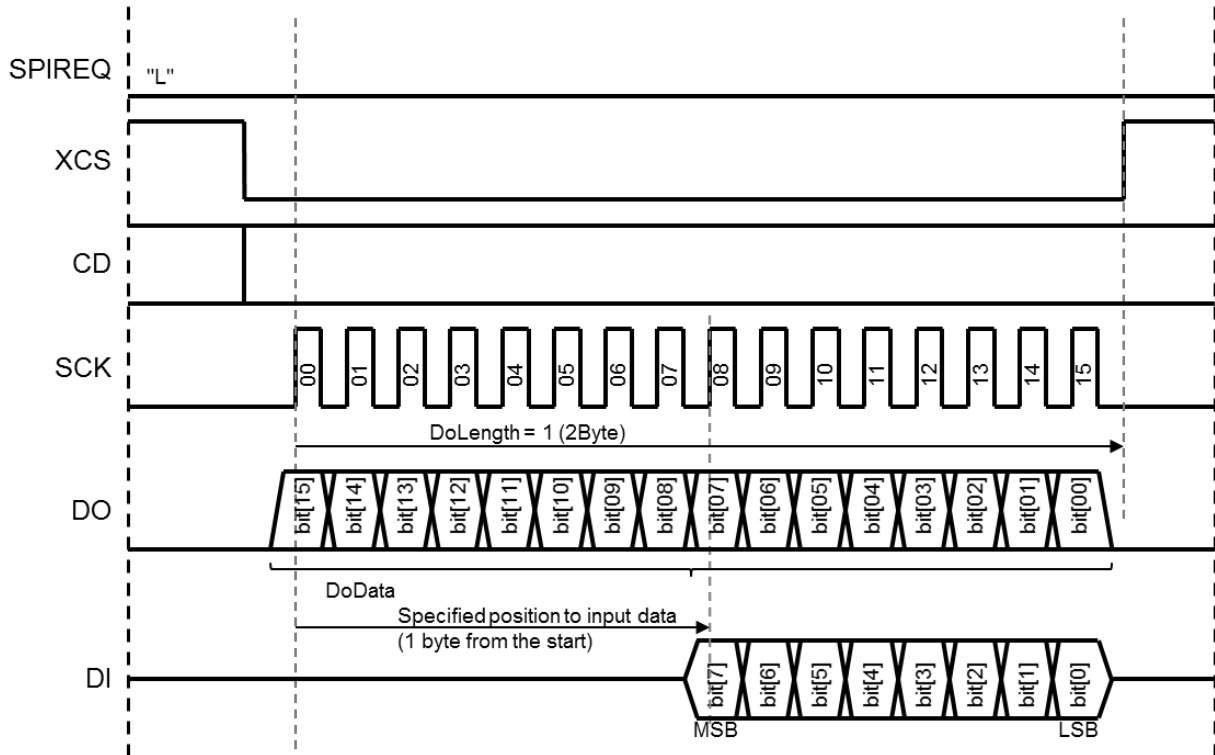 SPIREQ
"L"
XCS
CD
SCK
00 01 02 03 04 05 06 07 08 09 10 11 12 13 14 15
DoLength = 1 (2Byte)
DO
bit[15] bit[14] bit[13] bit[12] bit[11] bit[10] bit[09] bit[08] bit[07] bit[06] bit[05] bit[04] bit[03] bit[02] bit[01] bit[00]
DoData
Specified position to input data
(1 byte from the start)
DI
bit[7] bit[6] bit[5] bit[4] bit[3] bit[2] bit[1] bit[0]
MSB LSB